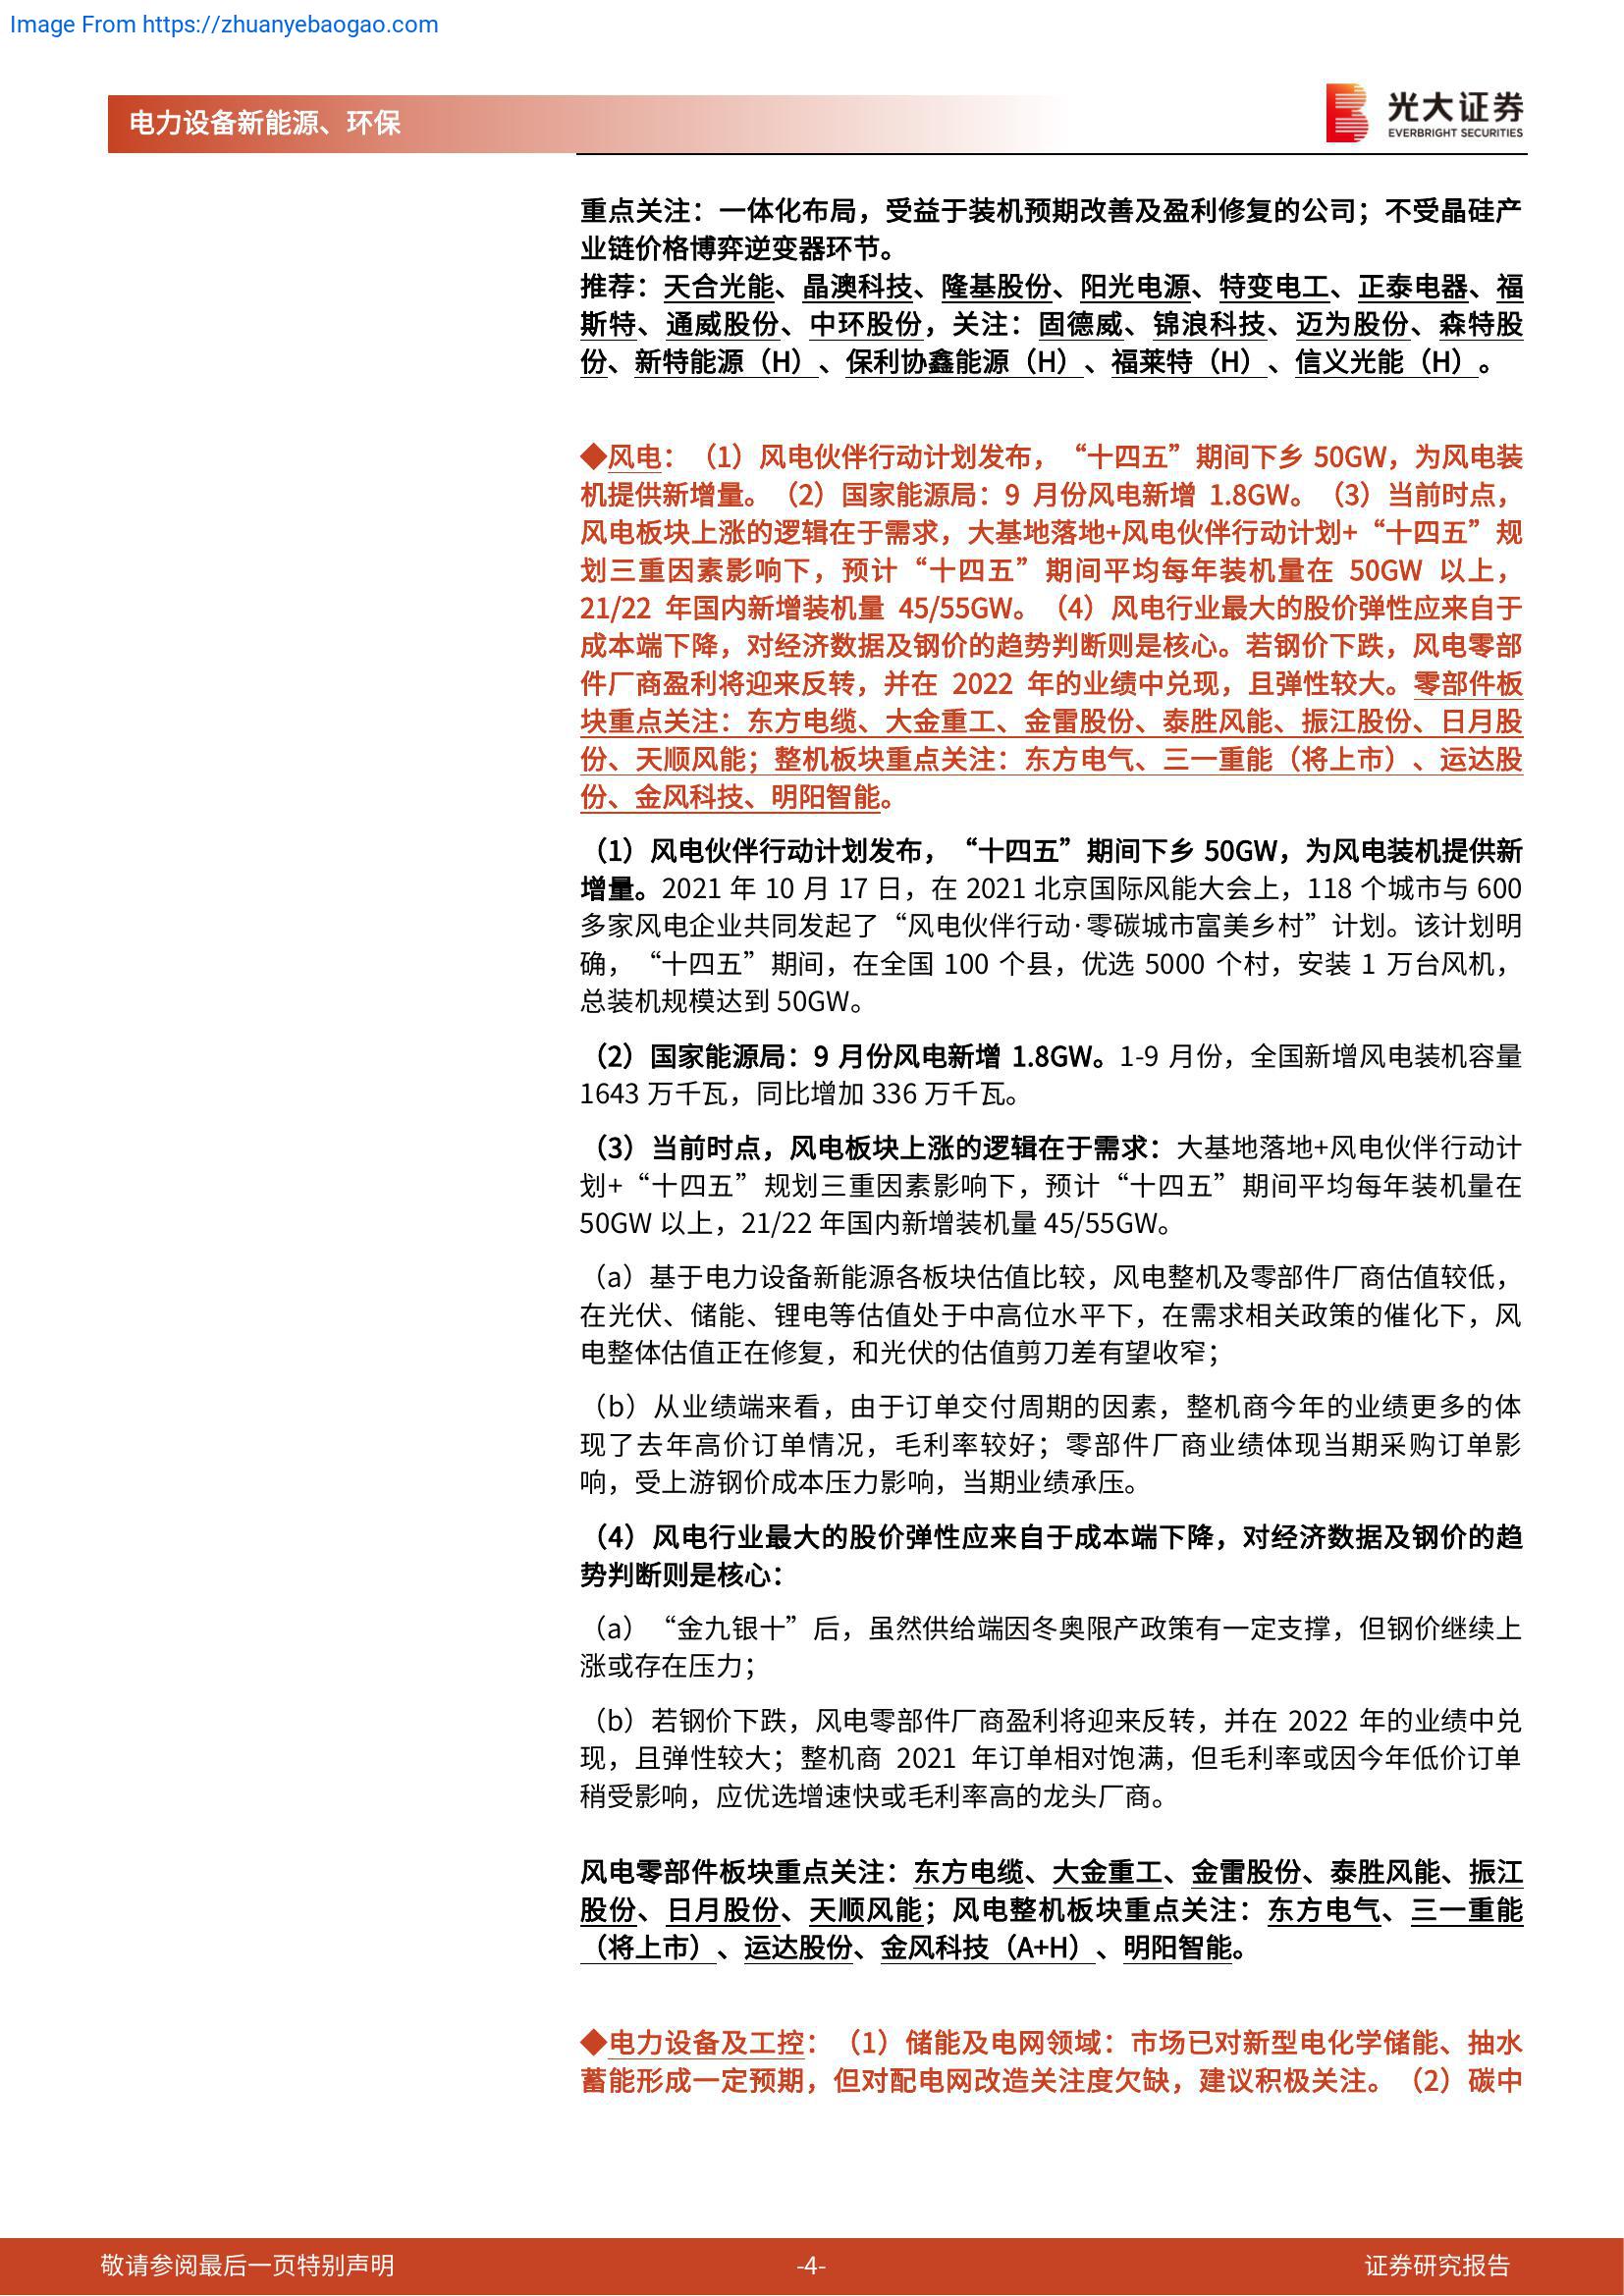 Image From https://zhuanyebaogao.com
电力设备新能源、环保
光大证券
EVERBRIGHT SECURITIES
重点关注：一体化布局，受益于装机预期改善及盈利修复的公司；不受晶硅产
业链价格博弈逆变器环节。
推荐：天合光能、晶澳科技、隆基股份、阳光电源、特变电工、正泰电器、福
斯特、通威股份、中环股份，关注：固德威、锦浪科技、迈为股份、森特股
份、新特能源（H）、保利协鑫能源（H）、福莱特（H）、信义光能（H）。
◆风电：（1）风电伙伴行动计划发布，“十四五”期间下乡 50GW，为风电装
机提供新增量。（2）国家能源局：9 月份风电新增 1.8GW。（3）当前时点，
风电板块上涨的逻辑在于需求，大基地落地+风电伙伴行动计划+“十四五”规
划三重因素影响下，预计“十四五”期间平均每年装机量在 50GW 以上，
21/22 年国内新增装机量 45/55GW。（4）风电行业最大的股价弹性应来自于
成本端下降，对经济数据及钢价的趋势判断则是核心。若钢价下跌，风电零部
件厂商盈利将迎来反转，并在 2022 年的业绩中兑现，且弹性较大。零部件板
块重点关注：东方电缆、大金重工、金雷股份、泰胜风能、振江股份、日月股
份、天顺风能；整机板块重点关注：东方电气、三一重能（将上市）、运达股
份、金风科技、明阳智能。
（1）风电伙伴行动计划发布，“十四五”期间下乡 50GW，为风电装机提供新
增量。2021 年 10 月 17 日，在 2021 北京国际风能大会上，118 个城市与 600
多家风电企业共同发起了“风电伙伴行动·零碳城市富美乡村”计划。该计划明
确，“十四五”期间，在全国 100 个县，优选 5000 个村，安装 1 万台风机，
总装机规模达到 50GW。
（2）国家能源局：9 月份风电新增 1.8GW。1-9 月份，全国新增风电装机容量
1643 万千瓦，同比增加 336 万千瓦。
（3）当前时点，风电板块上涨的逻辑在于需求：大基地落地+风电伙伴行动计
划+“十四五”规划三重因素影响下，预计“十四五”期间平均每年装机量在
50GW 以上，21/22 年国内新增装机量 45/55GW。
（a）基于电力设备新能源各板块估值比较，风电整机及零部件厂商估值较低，
在光伏、储能、锂电等估值处于中高位水平下，在需求相关政策的催化下，风
电整体估值正在修复，和光伏的估值剪刀差有望收窄；
（b）从业绩端来看，由于订单交付周期的因素，整机商今年的业绩更多的体
现了去年高价订单情况，毛利率较好；零部件厂商业绩体现当期采购订单影
响，受上游钢价成本压力影响，当期业绩承压。
（4）风电行业最大的股价弹性应来自于成本端下降，对经济数据及钢价的趋
势判断则是核心：
（a）“金九银十”后，虽然供给端因冬奥限产政策有一定支撑，但钢价继续上
涨或存在压力；
（b）若钢价下跌，风电零部件厂商盈利将迎来反转，并在 2022 年的业绩中兑
现，且弹性较大；整机商 2021 年订单相对饱满，但毛利率或因今年低价订单
稍受影响，应优选增速快或毛利率高的龙头厂商。
风电零部件板块重点关注：东方电缆、大金重工、金雷股份、泰胜风能、振江
股份、日月股份、天顺风能；风电整机板块重点关注：东方电气、三一重能
（将上市）、运达股份、金风科技（A+H）、明阳智能。
◆电力设备及工控：（1）储能及电网领域：市场已对新型电化学储能、抽水
蓄能形成一定预期，但对配电网改造关注度欠缺，建议积极关注。（2）碳中
敬请参阅最后一页特别声明
-4-
证券研究报告